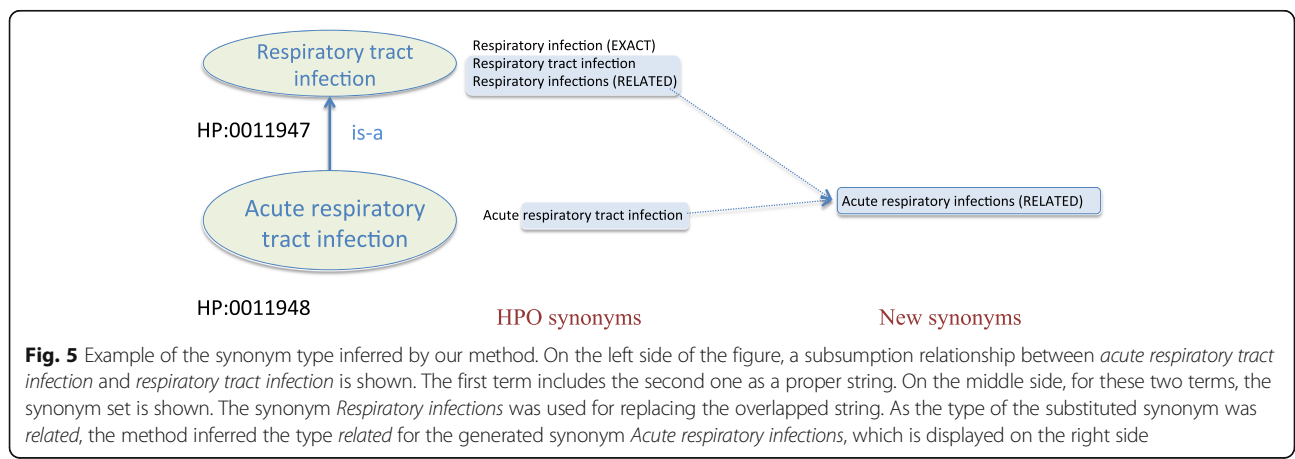 Respiratory tract
infection
HP:0011947
is-a
Acute respiratory
tract infection
HP:0011948
Respiratory infection (EXACT)
Respiratory tract infection
Respiratory infections (RELATED)
Acute respiratory tract infection
HPO synonyms
Acute respiratory infections (RELATED)
New synonyms
Fig. 5 Example of the synonym type inferred by our method. On the left side of the figure, a subsumption relationship between acute respiratory tract
infection and respiratory tract infection is shown. The first term includes the second one as a proper string. On the middle side, for these two terms, the
synonym set is shown. The synonym Respiratory infections was used for replacing the overlapped string. As the type of the substituted synonym was
related, the method inferred the type related for the generated synonym Acute respiratory infections, which is displayed on the right side